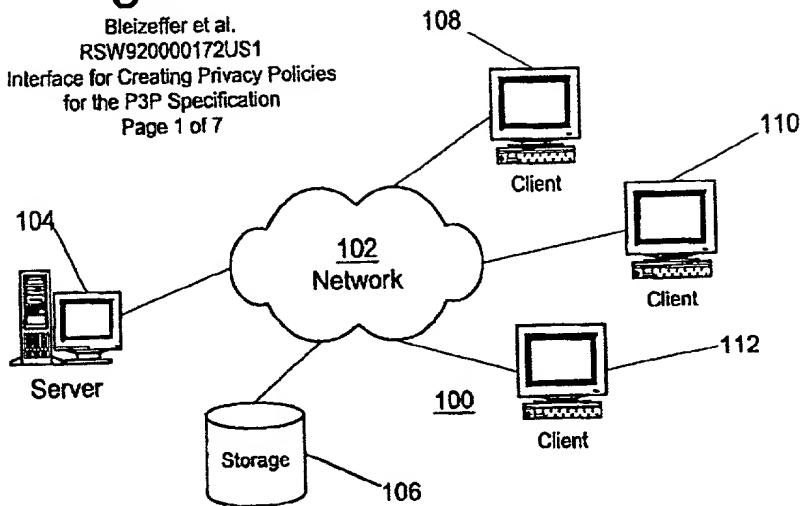 Bleizeffer et al.
RSW920000172US1
Interface for Creating Privacy Policies
for the P3P Specification
Page 1 of 7
108
110
Client
104
102
Network
Client
112
Server
100
Client
Storage
106